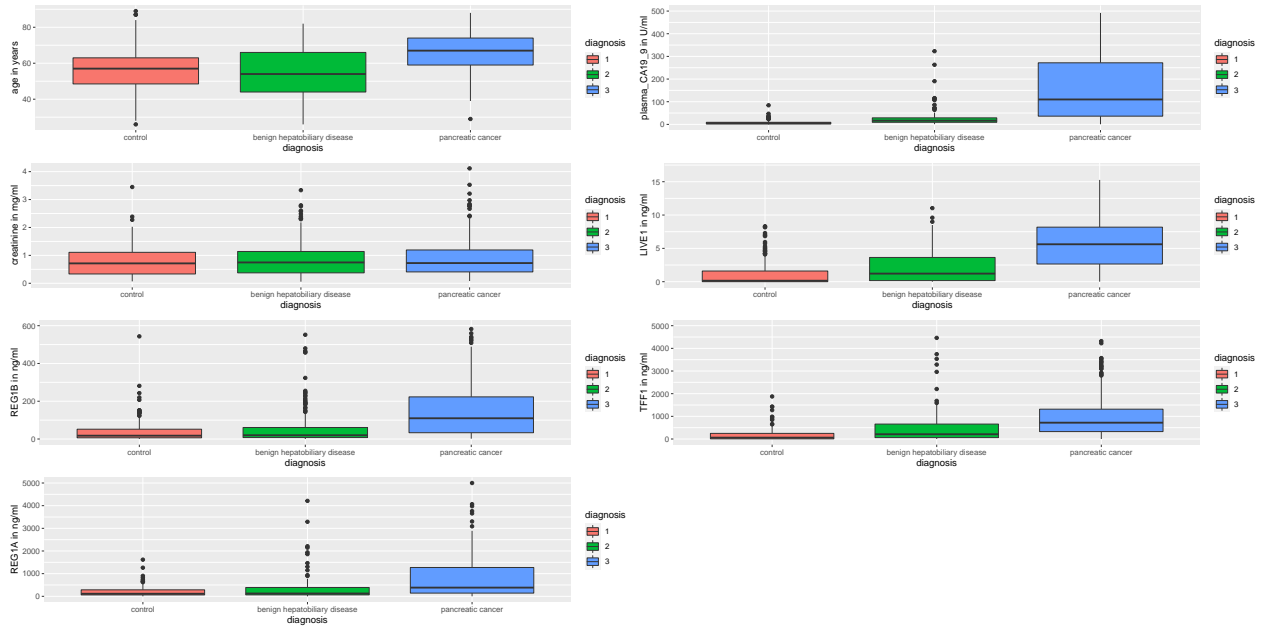 age in years
80
60
40
control
benign hepatobiliary disease
pancreatic cancer
diagnosis
diagnosis
1
2
3
plasma_CA19_9 in U/ml
500
400
300
200
100
0
control
benign hepatobiliary disease
pancreatic cancer
diagnosis
diagnosis
1
2
3
creatinine in mg/ml
4
3
2
1
0
control
benign hepatobiliary disease
pancreatic cancer
diagnosis
diagnosis
1
2
3
LIVE1 in ng/ml
15
10
5
0
control
benign hepatobiliary disease
pancreatic cancer
diagnosis
diagnosis
1
2
3
REG1B in ng/ml
600
400
200
0
control
benign hepatobiliary disease
pancreatic cancer
diagnosis
diagnosis
1
2
3
TFF1 in ng/ml
5000
4000
3000
2000
1000
0
control
benign hepatobiliary disease
pancreatic cancer
diagnosis
diagnosis
1
2
3
REG1A in ng/ml
5000
4000
3000
2000
1000
0
control
benign hepatobiliary disease
pancreatic cancer
diagnosis
diagnosis
1
2
3